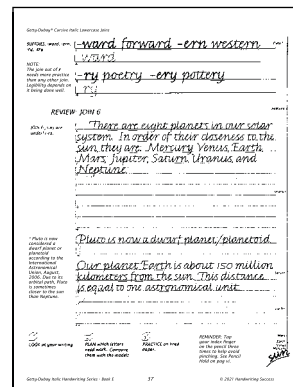 Getty-Dubay® Cursive Italic Lowercase Joins
SUFFIXES: -ward, -ern, -ry, -ery
-ward forward -ern western
ward
NOTE:
The join out of r
needs more practice
than any other join.
Legibility depends on
it being done well.
-ry poetry -ery pottery
ry
REVIEW: JOIN 6
There are eight planets in our solar
system. In order of their closeness to the
sun, they are: Mercury, Venus, Earth,
Mars, Jupiter, Saturn, Uranus, and
Neptune.
* Pluto is now
considered a
dwarf planet or
planetoid
according to the
International
Astronomical
Union, August,
2006. Due to its
orbital path, Pluto
is sometimes
closer to the sun
than Neptune.
Pluto is now a dwarf planet/planetoid.
Our planet Earth is about 150 million
kilometers from the sun. This distance
is equal to one astronomical unit.
LOOK at your writing.
PLAN which letters
need work. Compare
them with the model.
PRACTICE on lined
paper.
REMINDER: Tap
your index finger
on the pencil three
times to help avoid
pinching. See Pencil
Hold on page vi.
sun
Getty-Dubay Italic Handwriting Series · Book E
37
© 2021 Handwriting Success